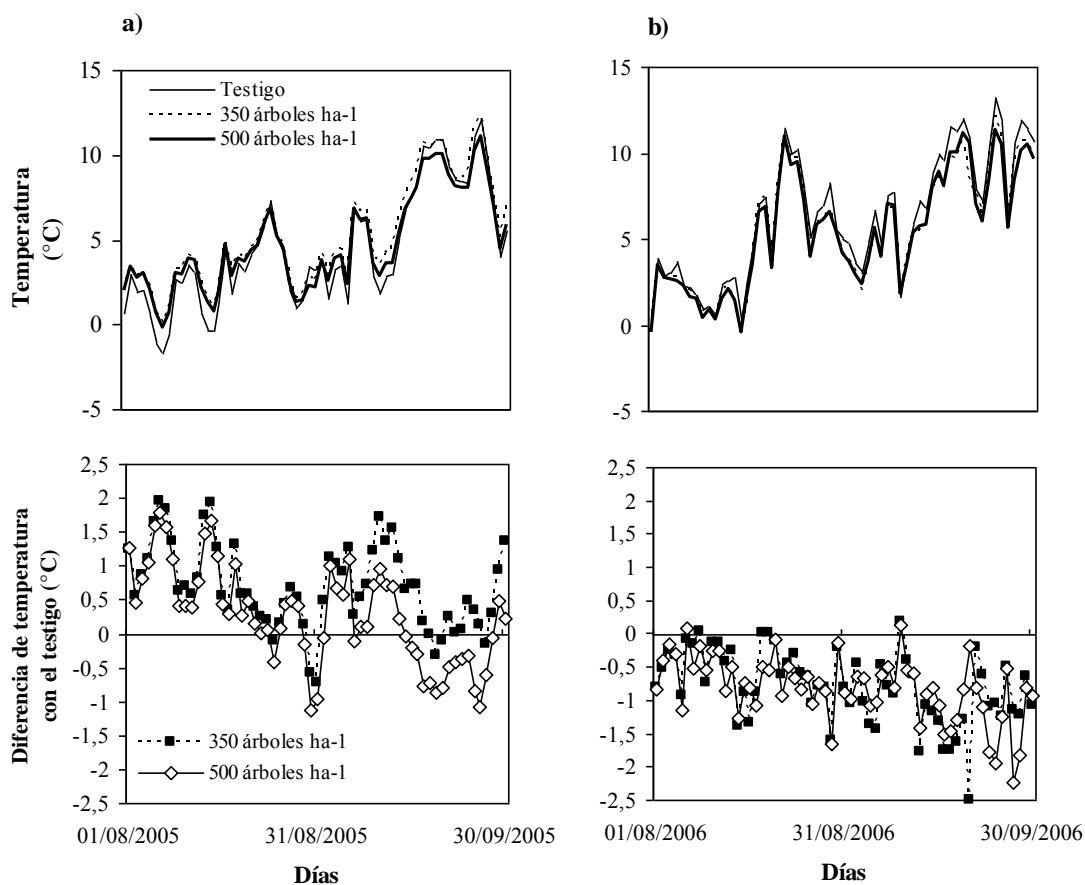 a)
b)
15
10
5
0
-5
Temperatura
(°C)
Testigo
350 árboles ha-1
500 árboles ha-1
15
10
5
0
-5
2,5
2
1,5
1
0,5
0
-0,5
-1
-1,5
-2
-2,5
Diferencia de temperatura
con el testigo (°C)
350 árboles ha-1
500 árboles ha-1
01/08/2005
31/08/2005
30/09/2005
Días
2,5
2
1,5
1
0,5
0
-0,5
-1
-1,5
-2
-2,5
01/08/2006
31/08/2006
30/09/2006
Días